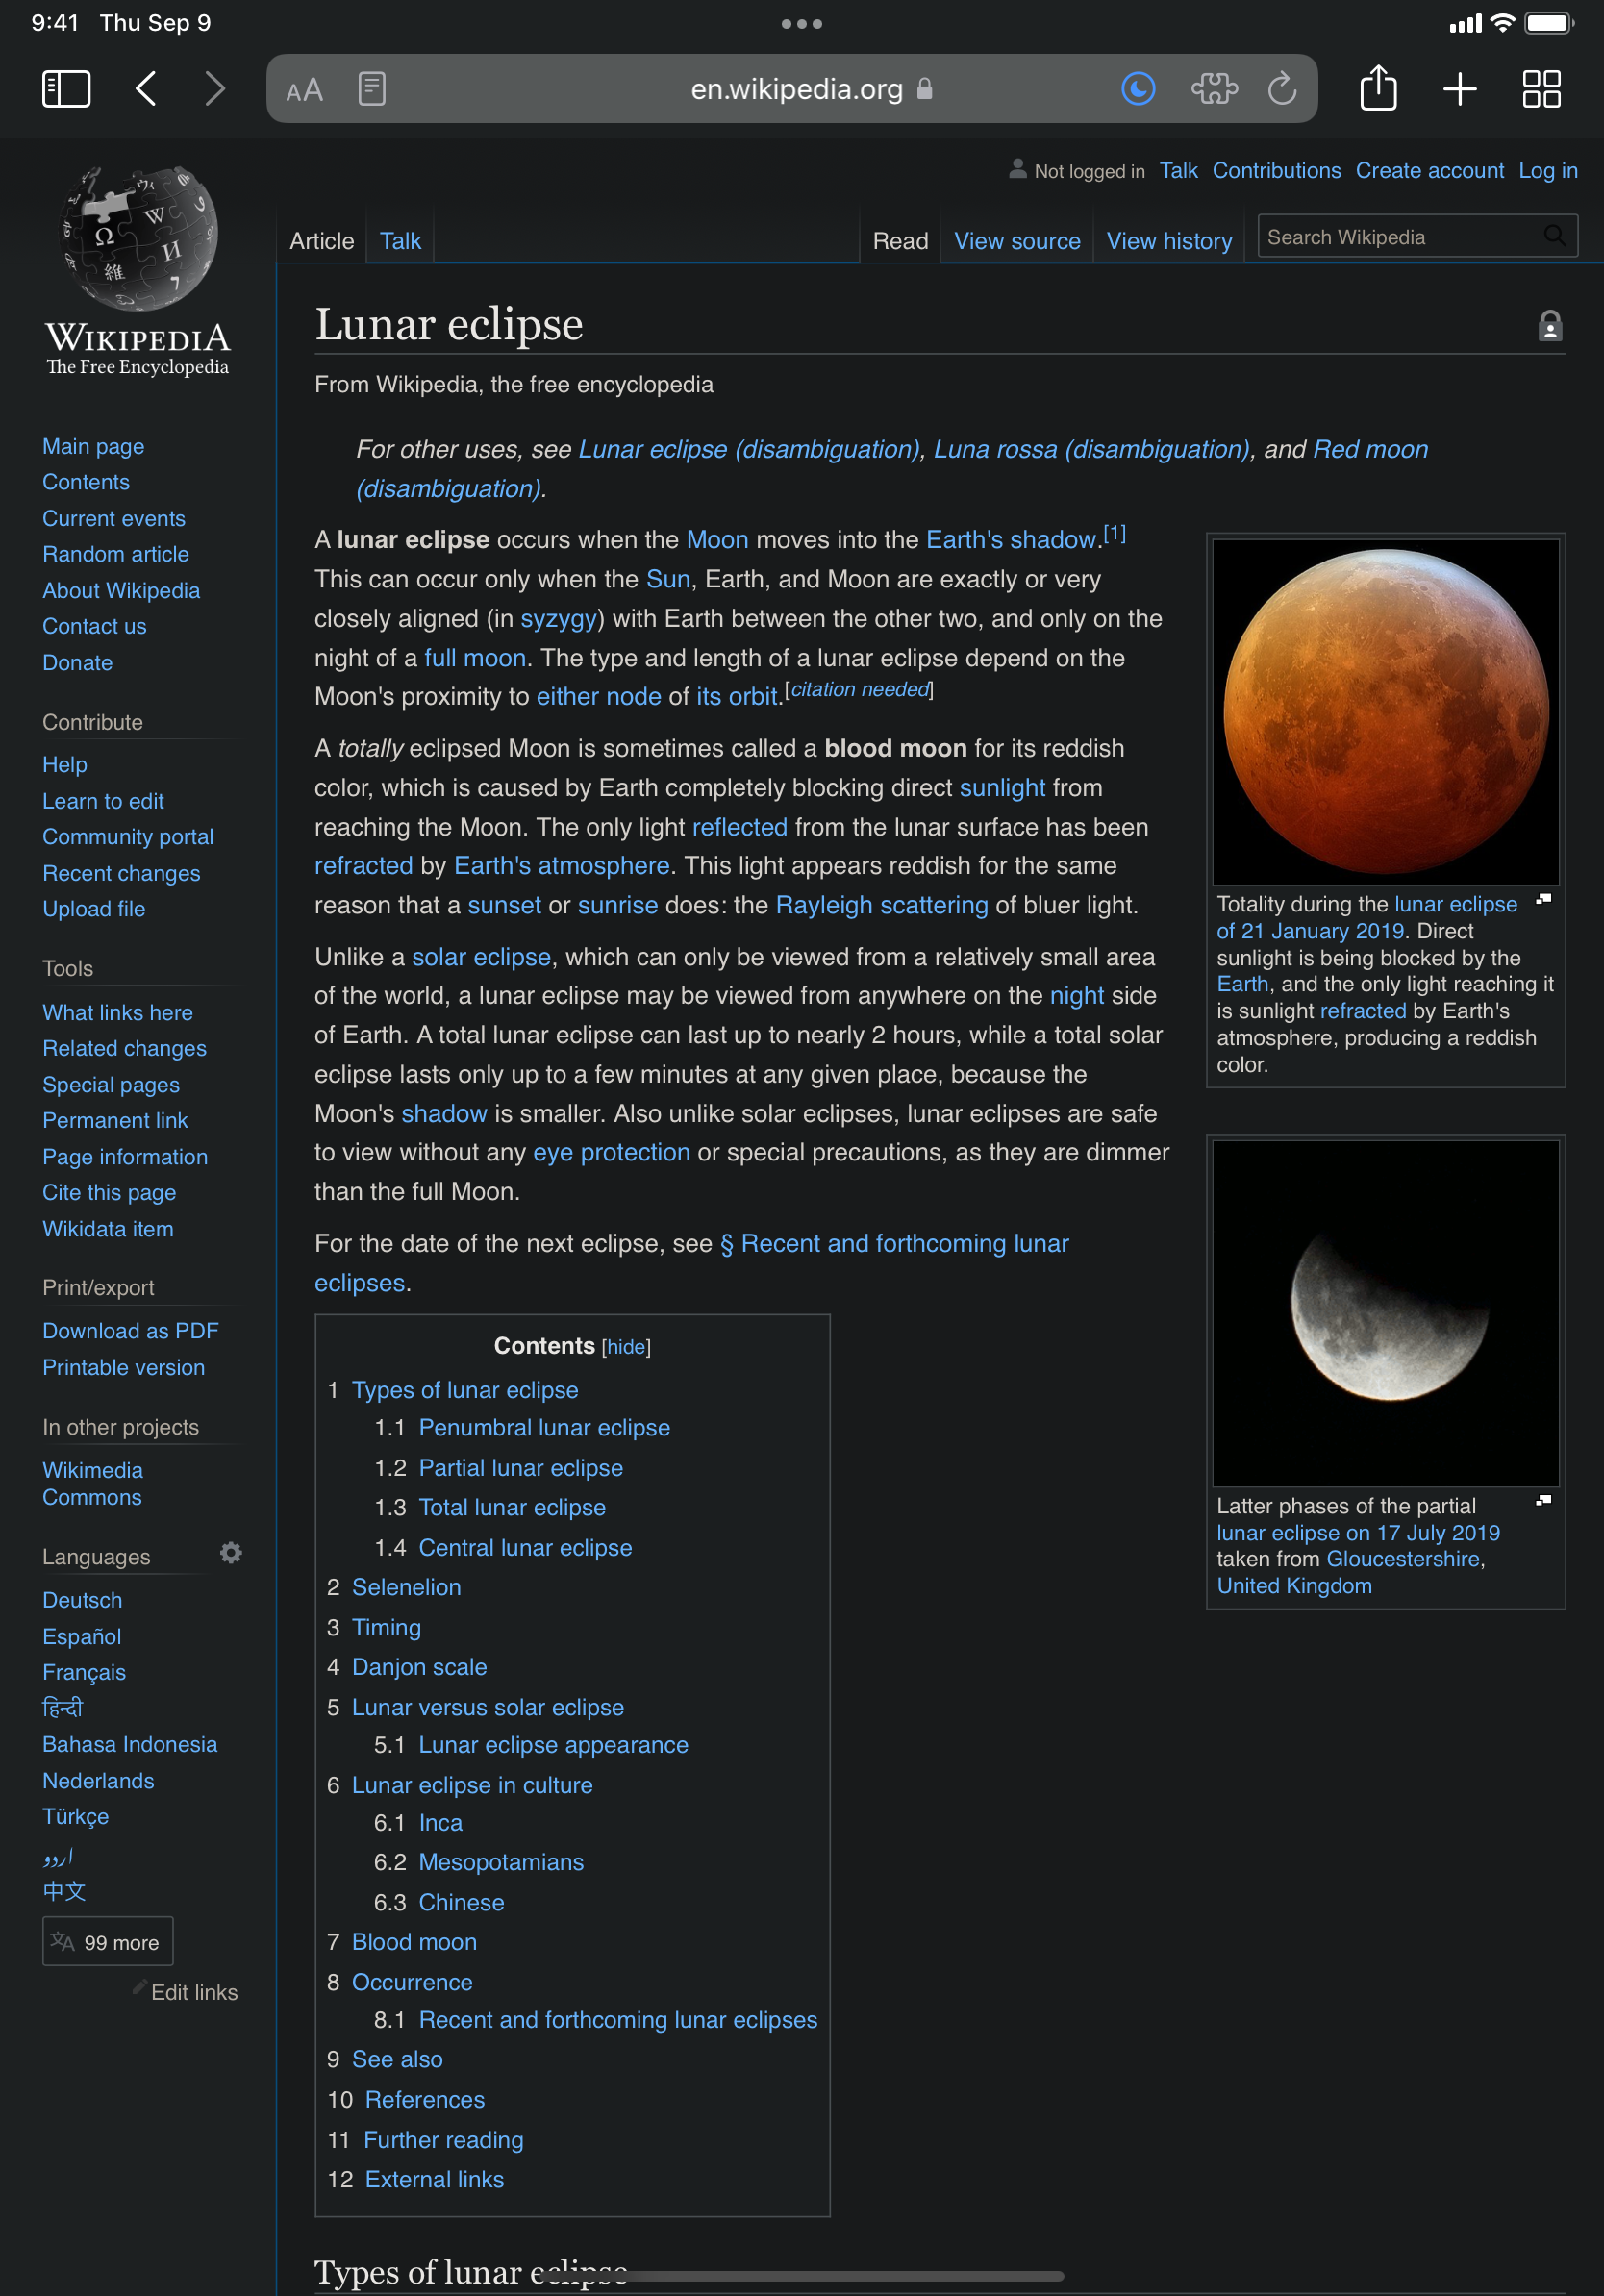 9:41 Thu Sep 9
AA en.wikipedia.org
Not logged in Talk Contributions Create account Log in
Article Talk Read View source View history Search Wikipedia
WIKIPEDIA
The Free Encyclopedia
Main page
Contents
Current events
Random article
About Wikipedia
Contact us
Donate
Contribute
Help
Learn to edit
Community portal
Recent changes
Upload file
Tools
What links here
Related changes
Special pages
Permanent link
Page information
Cite this page
Wikidata item
Print/export
Download as PDF
Printable version
In other projects
Wikimedia
Commons
Languages
Deutsch
Español
Français
हिन्दी
Bahasa Indonesia
Nederlands
Türkçe
اردو
中文
99 more
Edit links
Lunar eclipse
From Wikipedia, the free encyclopedia
For other uses, see Lunar eclipse (disambiguation), Luna rossa (disambiguation), and Red moon
(disambiguation).
A lunar eclipse occurs when the Moon moves into the Earth's shadow.[1]
This can occur only when the Sun, Earth, and Moon are exactly or very
closely aligned (in syzygy) with Earth between the other two, and only on the
night of a full moon. The type and length of a lunar eclipse depend on the
Moon's proximity to either node of its orbit.[citation needed]
A totally eclipsed Moon is sometimes called a blood moon for its reddish
color, which is caused by Earth completely blocking direct sunlight from
reaching the Moon. The only light reflected from the lunar surface has been
refracted by Earth's atmosphere. This light appears reddish for the same
reason that a sunset or sunrise does: the Rayleigh scattering of bluer light.
Unlike a solar eclipse, which can only be viewed from a relatively small area
of the world, a lunar eclipse may be viewed from anywhere on the night side
of Earth. A total lunar eclipse can last up to nearly 2 hours, while a total solar
eclipse lasts only up to a few minutes at any given place, because the
Moon's shadow is smaller. Also unlike solar eclipses, lunar eclipses are safe
to view without any eye protection or special precautions, as they are dimmer
than the full Moon.
For the date of the next eclipse, see § Recent and forthcoming lunar
eclipses.
Totality during the lunar eclipse
of 21 January 2019. Direct
sunlight is being blocked by the
Earth, and the only light reaching it
is sunlight refracted by Earth's
atmosphere, producing a reddish
color.
Latter phases of the partial
lunar eclipse on 17 July 2019
taken from Gloucestershire,
United Kingdom
Contents [hide]
1 Types of lunar eclipse
1.1 Penumbral lunar eclipse
1.2 Partial lunar eclipse
1.3 Total lunar eclipse
1.4 Central lunar eclipse
2 Selenelion
3 Timing
4 Danjon scale
5 Lunar versus solar eclipse
5.1 Lunar eclipse appearance
6 Lunar eclipse in culture
6.1 Inca
6.2 Mesopotamians
6.3 Chinese
7 Blood moon
8 Occurrence
8.1 Recent and forthcoming lunar eclipses
9 See also
10 References
11 Further reading
12 External links
Types of lunar eclipse